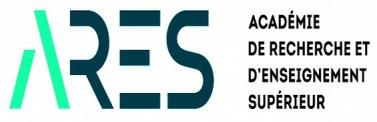 ARES
ACADÉMIE
DE RECHERCHE ET
D'ENSEIGNEMENT
SUPÉRIEUR